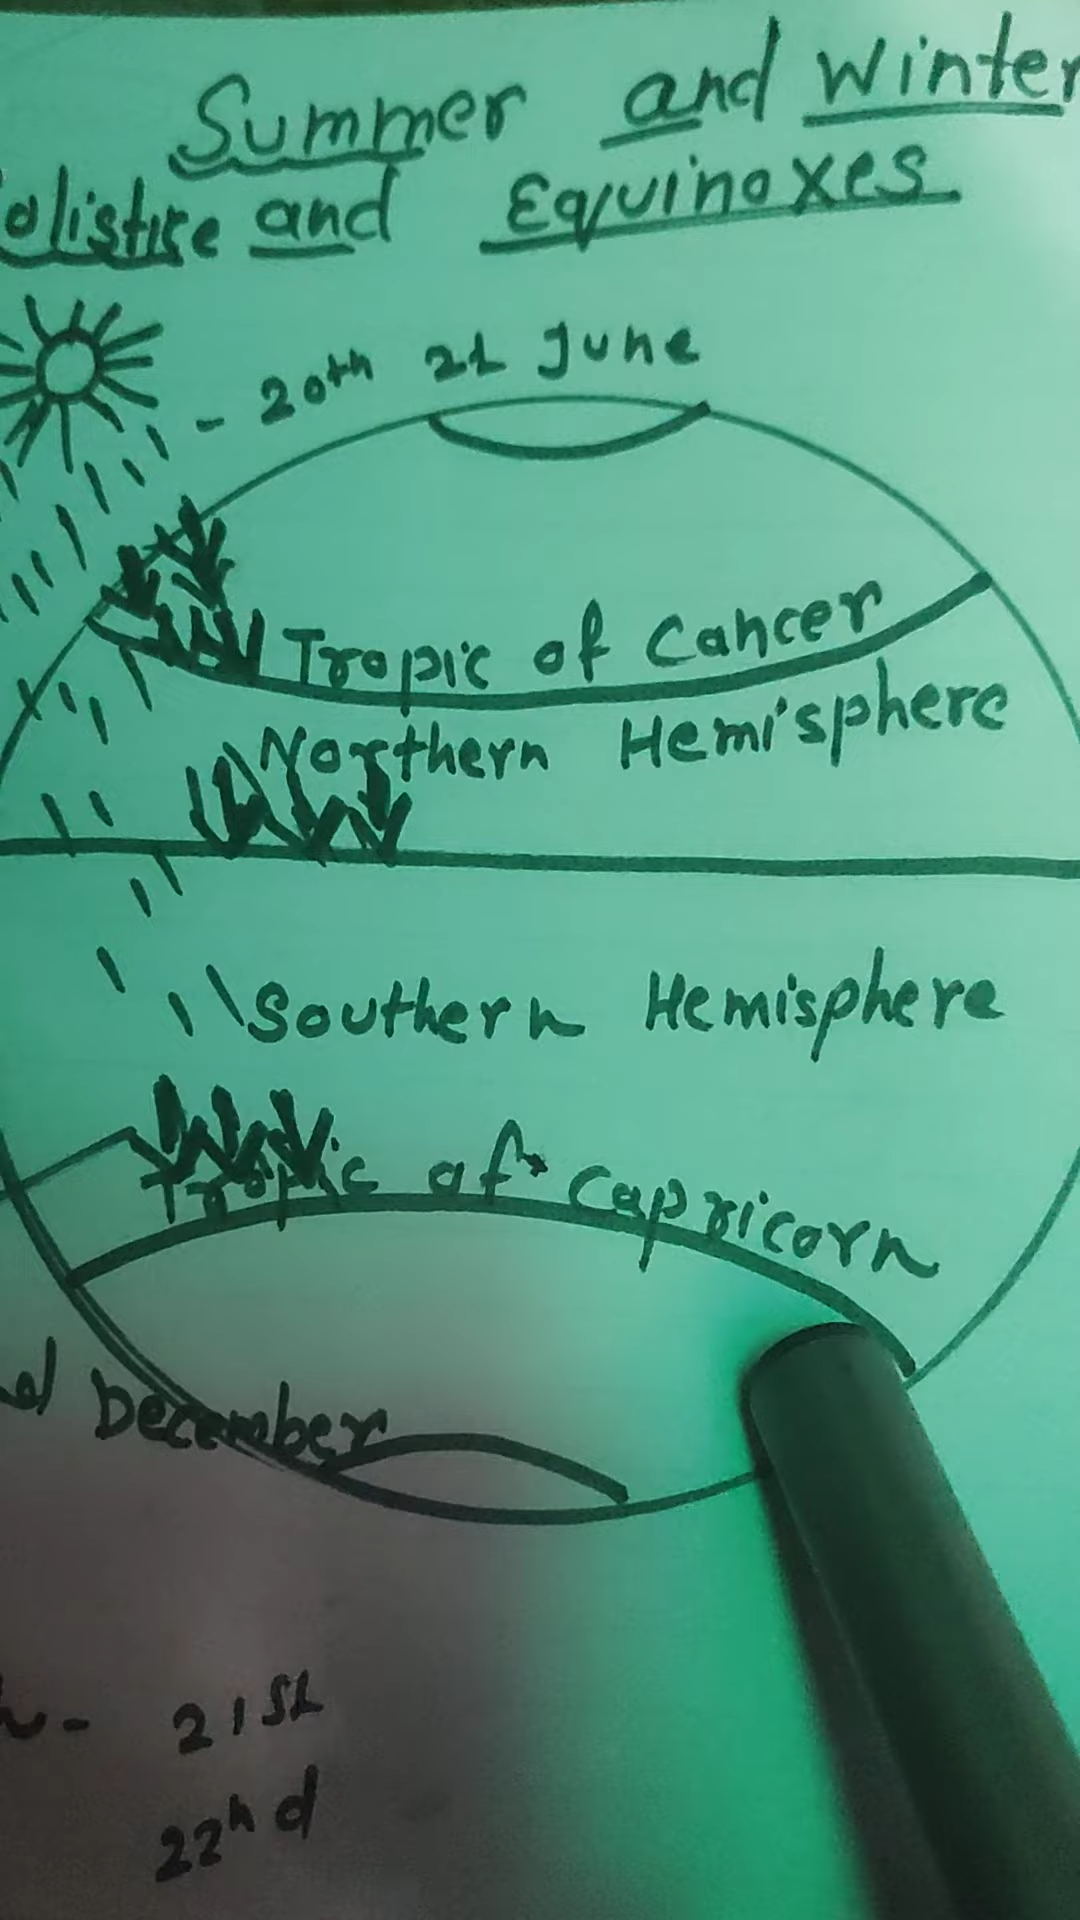 Summer and Winter
olistise and Equinoxes
- 20th 21 June
Tropic of Cancer
Northern Hemisphere
Southern Hemisphere
Tropic of Capricorn
December
- 21st
22nd